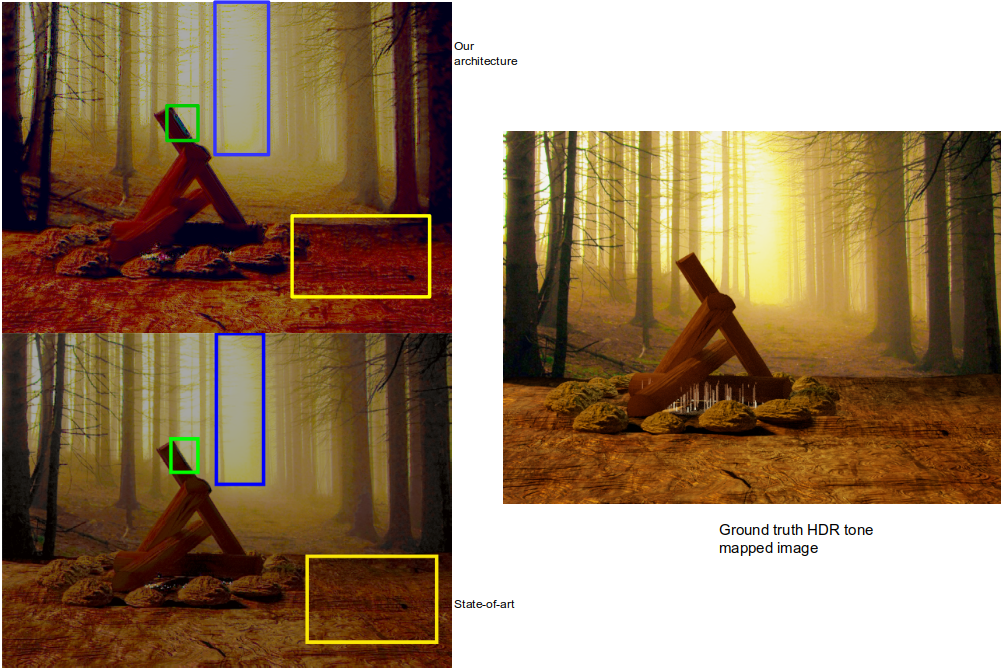 Our
architecture
Ground truth HDR tone
mapped image
State-of-art